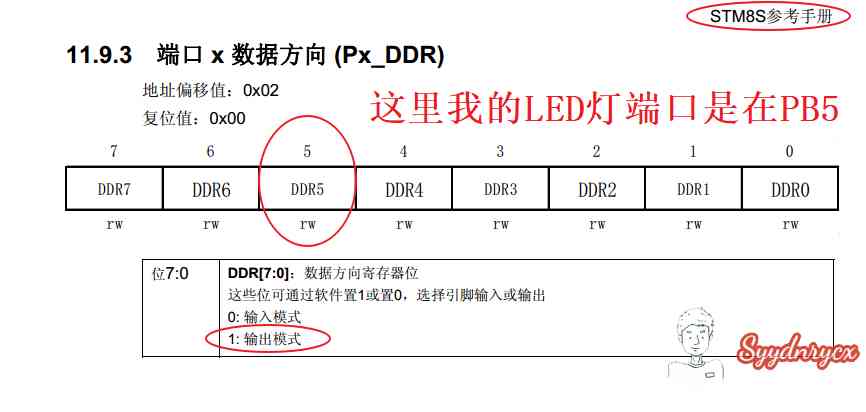 STM8S参考手册
11.9.3 端口 x 数据方向 (Px_DDR)
地址偏移值：0x02
复位值：0x00
这里我的LED灯端口是在PB5
7 6 5 4 3 2 1 0
DDR7 DDR6 DDR5 DDR4 DDR3 DDR2 DDR1 DDR0
rw rw rw rw rw rw rw rw
位7:0 DDR[7:0]：数据方向寄存器位
这些位可通过软件置1或置0，选择引脚输入或输出
0: 输入模式
1: 输出模式
Syydnrycx